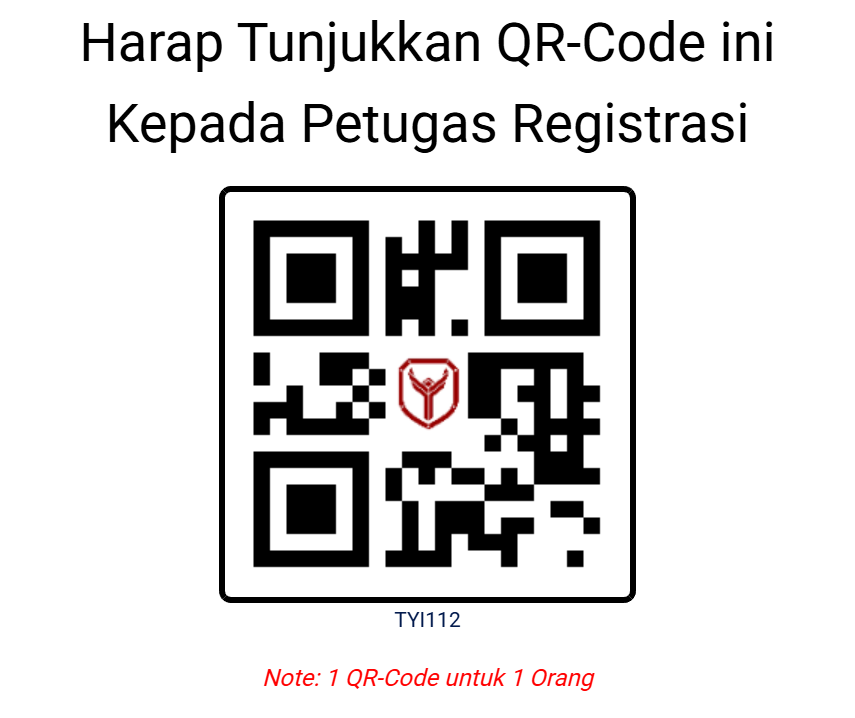 Harap Tunjukkan QR-Code ini
Kepada Petugas Registrasi
TYI112
Note: 1 QR-Code untuk 1 Orang